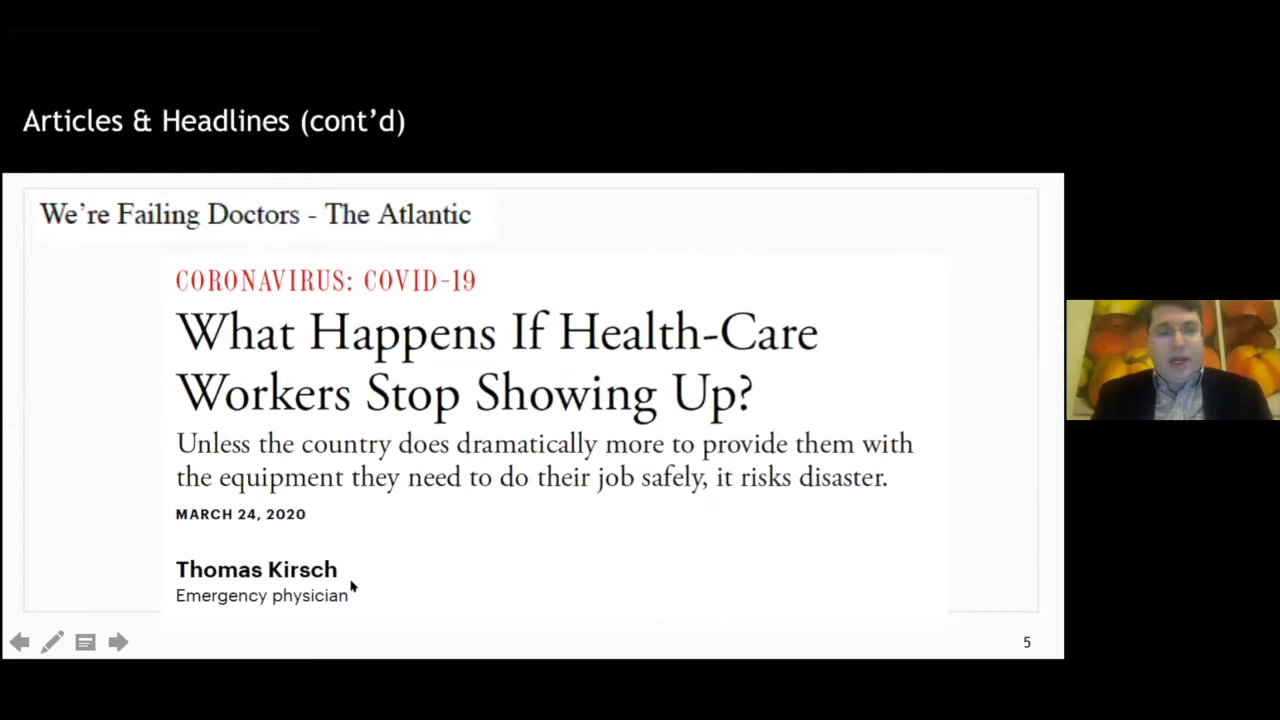 Articles & Headlines (cont’d)
We’re Failing Doctors - The Atlantic
CORONAVIRUS: COVID-19
What Happens If Health-Care
Workers Stop Showing Up?
Unless the country does dramatically more to provide them with
the equipment they need to do their job safely, it risks disaster.
MARCH 24, 2020
Thomas Kirsch
Emergency physician
5